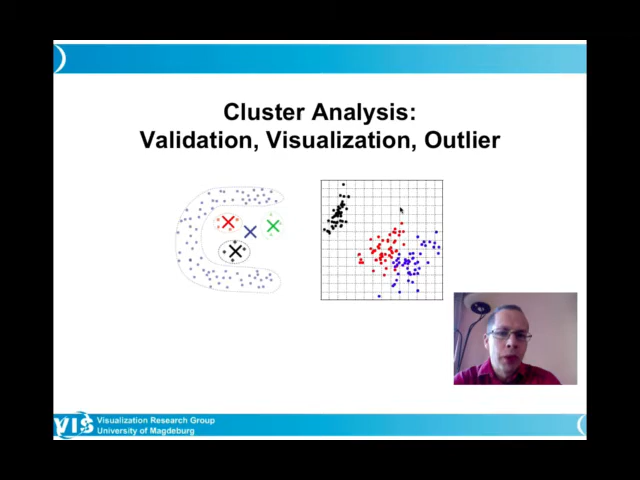 Cluster Analysis:
Validation, Visualization, Outlier
VIS
Visualization Research Group
University of Magdeburg